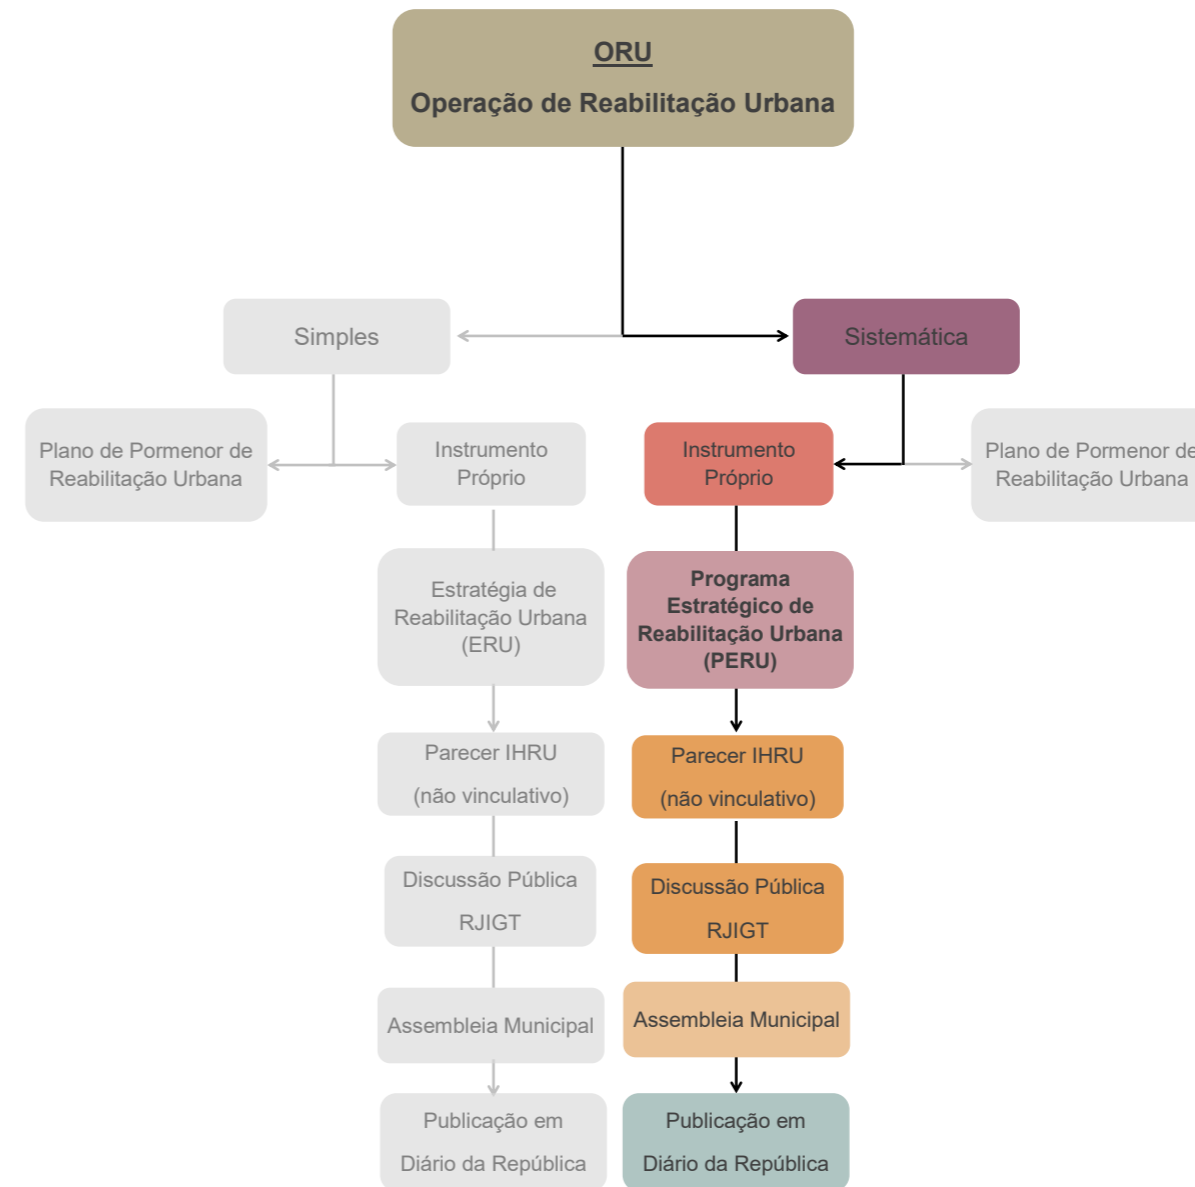 ORU
Operação de Reabilitação Urbana
Simples
Sistemática
Plano de Pormenor de
Reabilitação Urbana
Instrumento
Próprio
Instrumento
Próprio
Plano de Pormenor de
Reabilitação Urbana
Estratégia de
Reabilitação Urbana
(ERU)
Programa
Estratégico de
Reabilitação Urbana
(PERU)
Parecer IHRU
(não vinculativo)
Parecer IHRU
(não vinculativo)
Discussão Pública
RJIGT
Discussão Pública
RJIGT
Assembleia Municipal
Assembleia Municipal
Publicação em
Diário da República
Publicação em
Diário da República